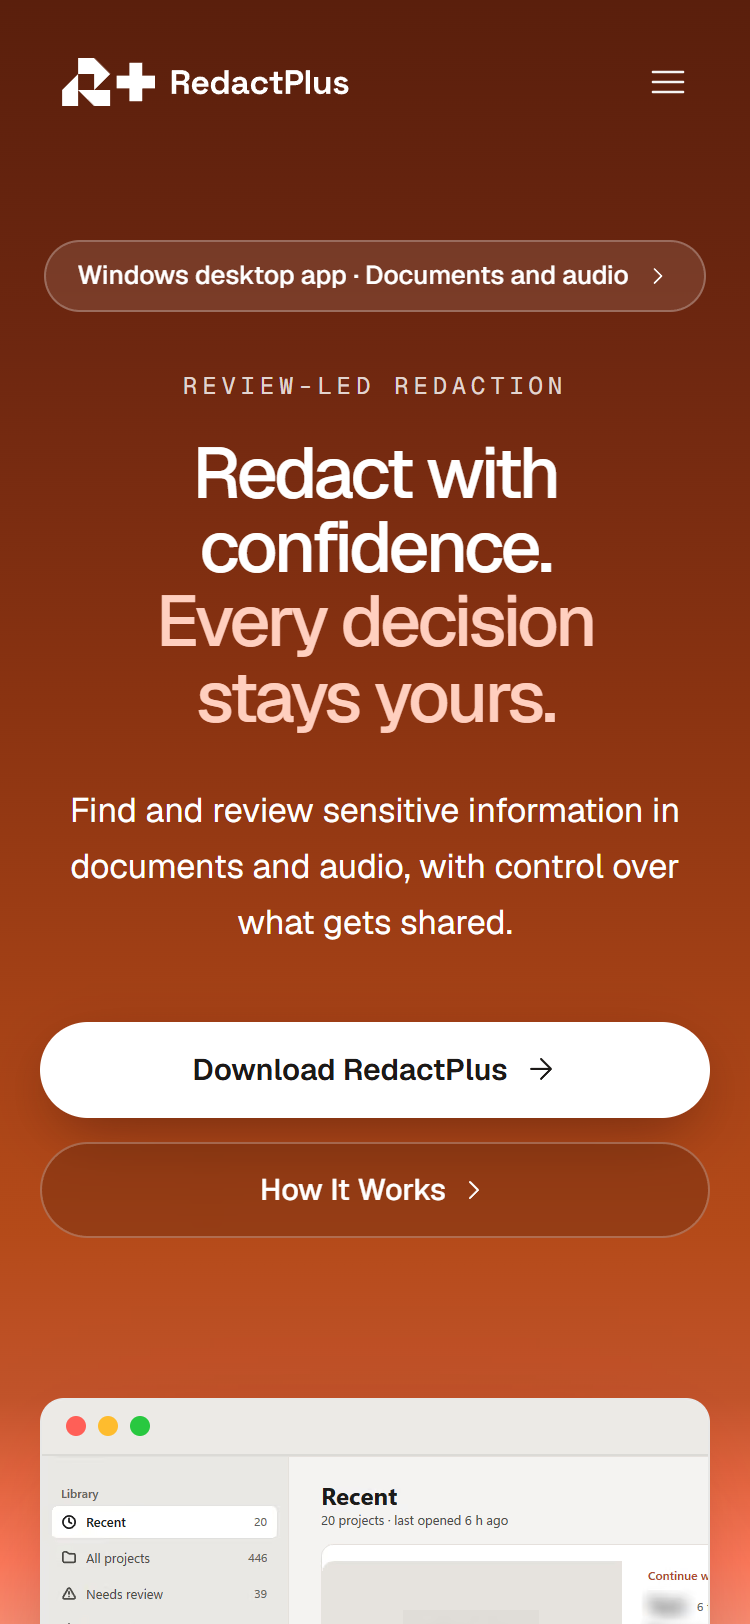 RedactPlus
Windows desktop app · Documents and audio
REVIEW-LED REDACTION
Redact with
confidence.
Every decision
stays yours.
Find and review sensitive information in
documents and audio, with control over
what gets shared.
Download RedactPlus
How It Works
Library
Recent 20
All projects 446
Needs review 39
Recent
20 projects · last opened 6 h ago
Continue
6